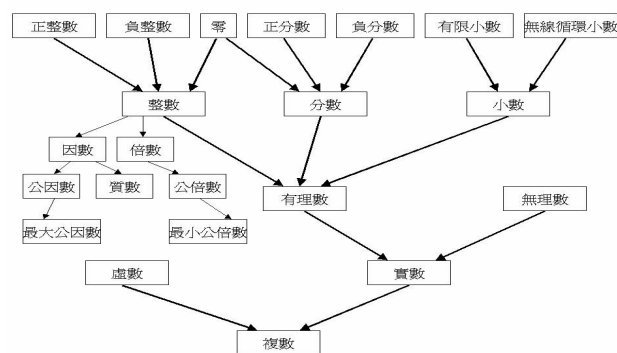 正整數
負整數
零
正分數
負分數
有限小數
無線循環小數
整數
分數
小數
因數
倍數
公因數
質數
公倍數
有理數
無理數
最大公因數
最小公倍數
虛數
實數
複數